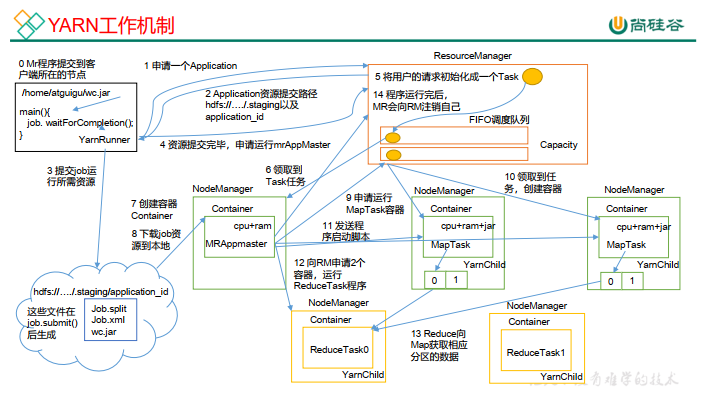 YARN工作机制
尚硅谷
0 Mr程序提交到客
户端所在的节点
/home/atguigu/wc.jar
main(){
job. waitForCompletion();
}
YarnRunner
1 申请一个Application
2 Application资源提交路径
hdfs://…./.staging以及
application_id
4 资源提交完毕，申请运行mrAppMaster
ResourceManager
5 将用户的请求初始化成一个Task
14 程序运行完后，
MR会向RM注销自己
FIFO调度队列
Capacity
3 提交job运
行所需资源
6 领取到
Task任务
7 创建容器
Container
8 下载job资
源到本地
NodeManager
Container
cpu+ram
MRAppmaster
9 申请运行
MapTask容器
11 发送程
序启动脚本
12 向RM申请2个
容器，运行
ReduceTask程序
NodeManager
Container
cpu+ram+jar
MapTask
YarnChild
0 1
10 领取到任
务，创建容器
NodeManager
Container
cpu+ram+jar
MapTask
YarnChild
0 1
hdfs://…./.staging/application_id
这些文件在
job.submit()
后生成
Job.split
Job.xml
wc.jar
NodeManager
Container
ReduceTask0
YarnChild
13 Reduce向
Map获取相应
分区的数据
NodeManager
Container
ReduceTask1
YarnChild